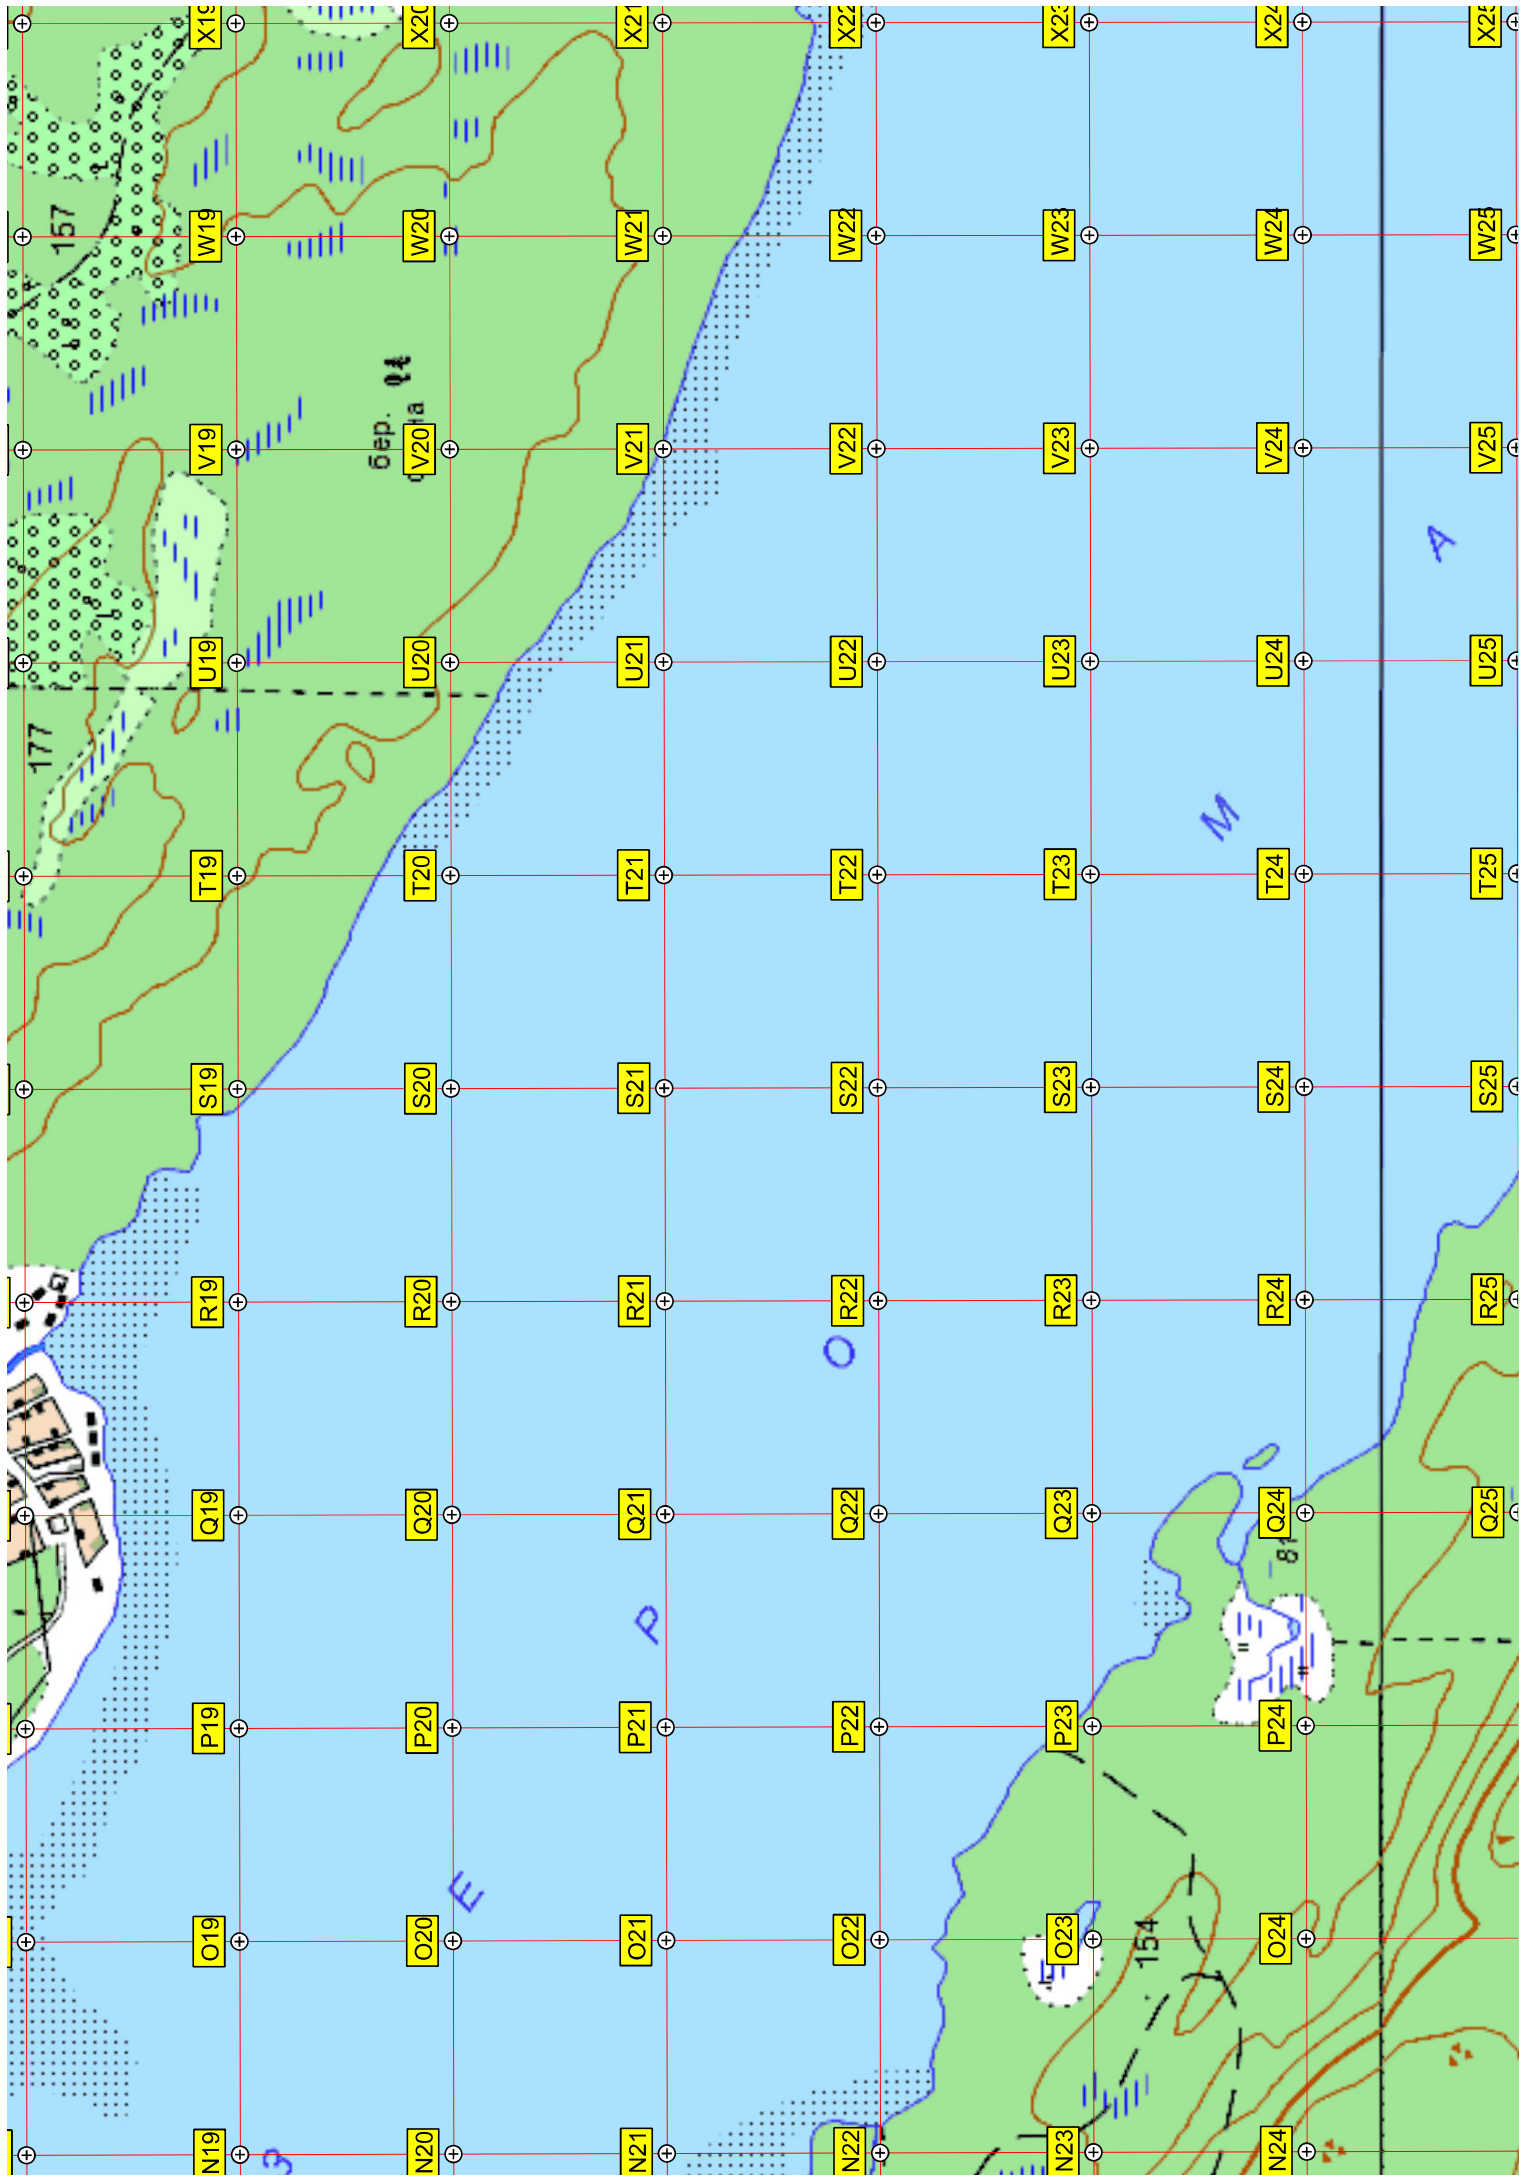 X19 X20 X21 X22 X23 X24 X25
157
W19 W20 W21 W22 W23 W24 W25
8
бер.
V19 V20 V21 V22 V23 V24 V25
А
8
U19 U20 U21 U22 U23 U24 U25
177
М
T19 T20 T21 T22 T23 T24 T25
S19 S20 S21 S22 S23 S24 S25
R19 R20 R21 R22 R23 R24 R25
О
Q19 Q20 Q21 Q22 Q23 Q24 Q25
81
Р
P19 P20 P21 P22 P23 P24
Е
O19 O20 O21 O22 O23 O24
154
N19 N20 N21 N22 N23 N24
З